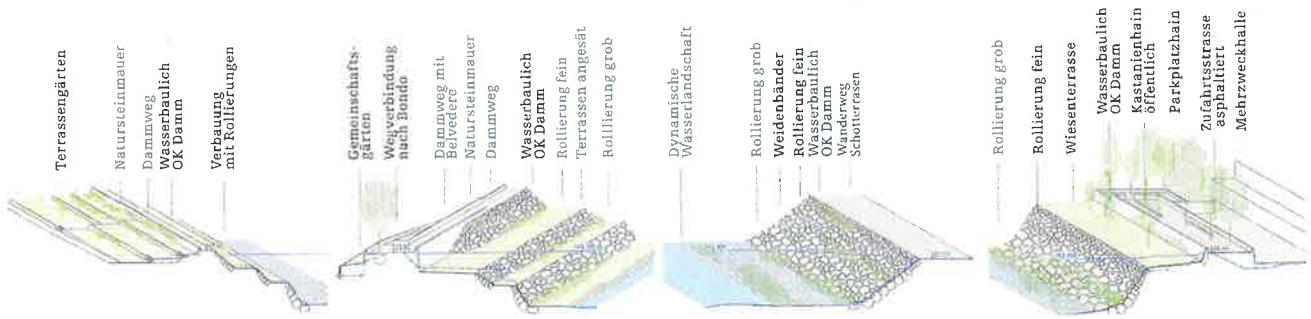 Terrassengärten
Natursteinmauer
Dammweg
Wasserbaulich
OK Damm
Verbauung
mit Rollierungen
Gemeinschafts-
gärten
Wegverbindung
nach Bondo
Dammweg mit
Belvedere
Natursteinmauer
Dammweg
Wasserbaulich
OK Damm
Rollierung fein
Terrassen angesät
Rolllierung grob
Dynamische
Wasserlandschaft
Rollierung grob
Weidenbänder
Rollierung fein
Wasserbaulich
OK Damm
Wanderweg
Schotterrasen
Rollierung grob
Rollierung fein
Wiesenterrasse
Wasserbaulich
OK Damm
Kastanienhain
öffentlich
Parkplatzhain
Zufahrtsstrasse
asphaltiert
Mehrzweckhalle